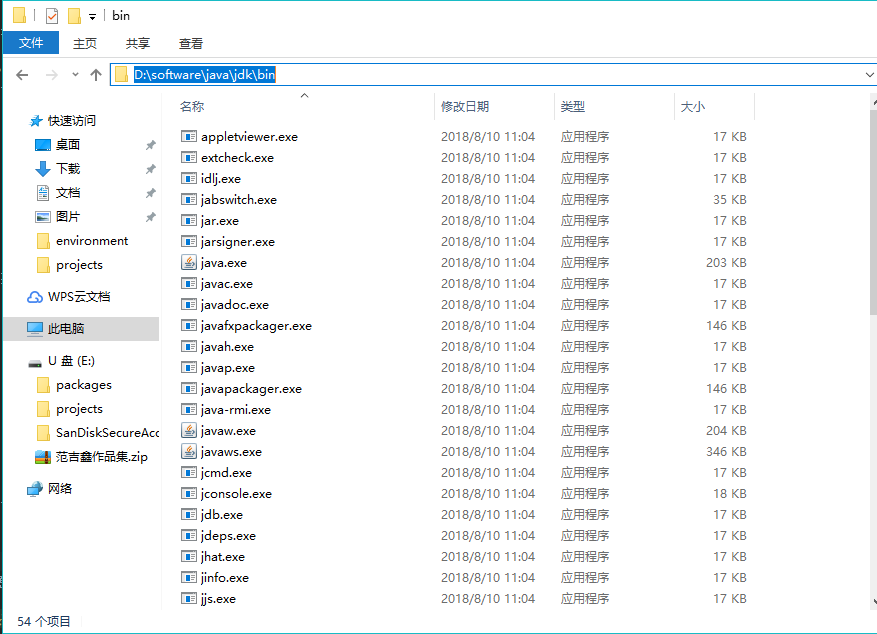 bin
文件 主页 共享 查看
D:\software\java\jdk\bin
名称 修改日期 类型 大小
快速访问
桌面
下载
文档
图片
environment
projects
WPS云文档
此电脑
U 盘 (E:)
packages
projects
SanDiskSecureAcc
范吉鑫作品集.zip
网络
appletviewer.exe 2018/8/10 11:04 应用程序 17 KB
extcheck.exe 2018/8/10 11:04 应用程序 17 KB
idlj.exe 2018/8/10 11:04 应用程序 17 KB
jabswitch.exe 2018/8/10 11:04 应用程序 35 KB
jar.exe 2018/8/10 11:04 应用程序 17 KB
jarsigner.exe 2018/8/10 11:04 应用程序 17 KB
java.exe 2018/8/10 11:04 应用程序 203 KB
javac.exe 2018/8/10 11:04 应用程序 17 KB
javadoc.exe 2018/8/10 11:04 应用程序 17 KB
javafxpackager.exe 2018/8/10 11:04 应用程序 146 KB
javah.exe 2018/8/10 11:04 应用程序 17 KB
javap.exe 2018/8/10 11:04 应用程序 17 KB
javapackager.exe 2018/8/10 11:04 应用程序 146 KB
java-rmi.exe 2018/8/10 11:04 应用程序 17 KB
javaw.exe 2018/8/10 11:04 应用程序 204 KB
javaws.exe 2018/8/10 11:04 应用程序 346 KB
jcmd.exe 2018/8/10 11:04 应用程序 17 KB
jconsole.exe 2018/8/10 11:04 应用程序 18 KB
jdb.exe 2018/8/10 11:04 应用程序 17 KB
jdeps.exe 2018/8/10 11:04 应用程序 17 KB
jhat.exe 2018/8/10 11:04 应用程序 17 KB
jinfo.exe 2018/8/10 11:04 应用程序 17 KB
jjs.exe 2018/8/10 11:04 应用程序 17 KB
54 个项目